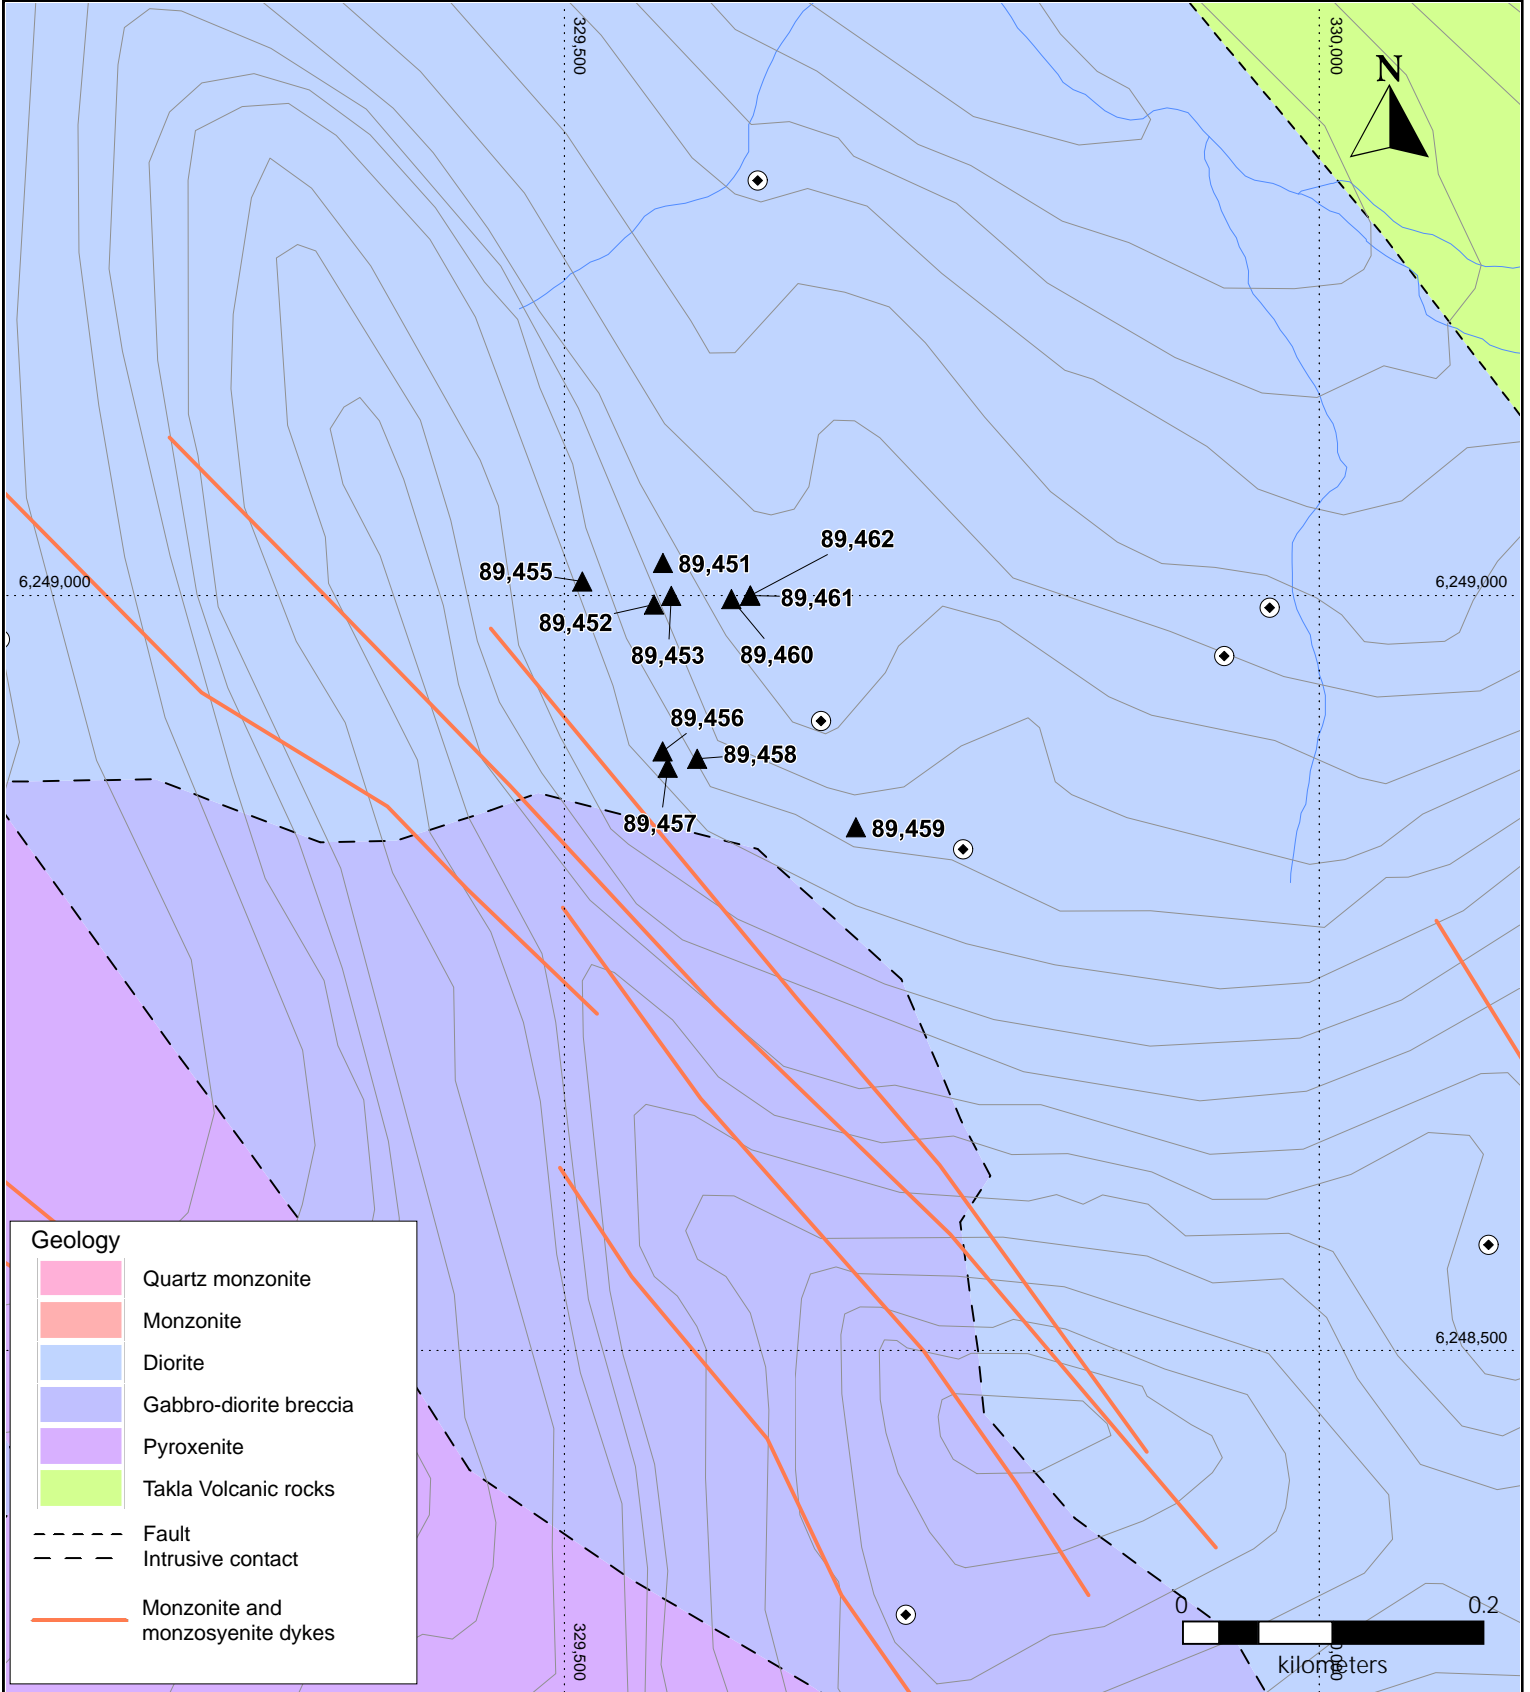 329,500
330,000
N
89,462
89,451
89,455
6,249,000
6,249,000
89,461
89,452
89,453
89,460
89,456
89,458
89,457
89,459
Geology
Quartz monzonite
Monzonite
Diorite
Gabbro-diorite breccia
Pyroxenite
Takla Volcanic rocks
Fault
Intrusive contact
Monzonite and
monzosyenite dykes
6,248,500
329,500
0
0.2
kilometers